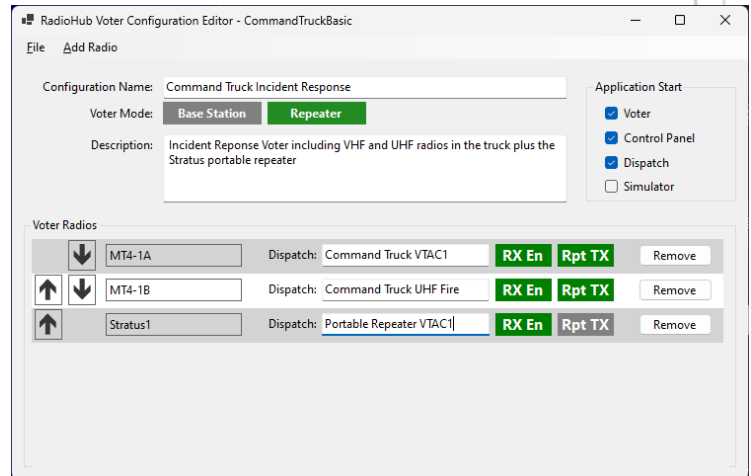 RadioHub Voter Configuration Editor - CommandTruckBasic
File Add Radio
Configuration Name: Command Truck Incident Response
Voter Mode: Base Station Repeater
Description: Incident Reponse Voter including VHF and UHF radios in the truck plus the
Stratus portable repeater
Application Start
Voter
Control Panel
Dispatch
Simulator
Voter Radios
MT4-1A Dispatch: Command Truck VTAC1 RX En Rpt TX Remove
MT4-1B Dispatch: Command Truck UHF Fire RX En Rpt TX Remove
Stratus1 Dispatch: Portable Repeater VTAC1 RX En Rpt TX Remove